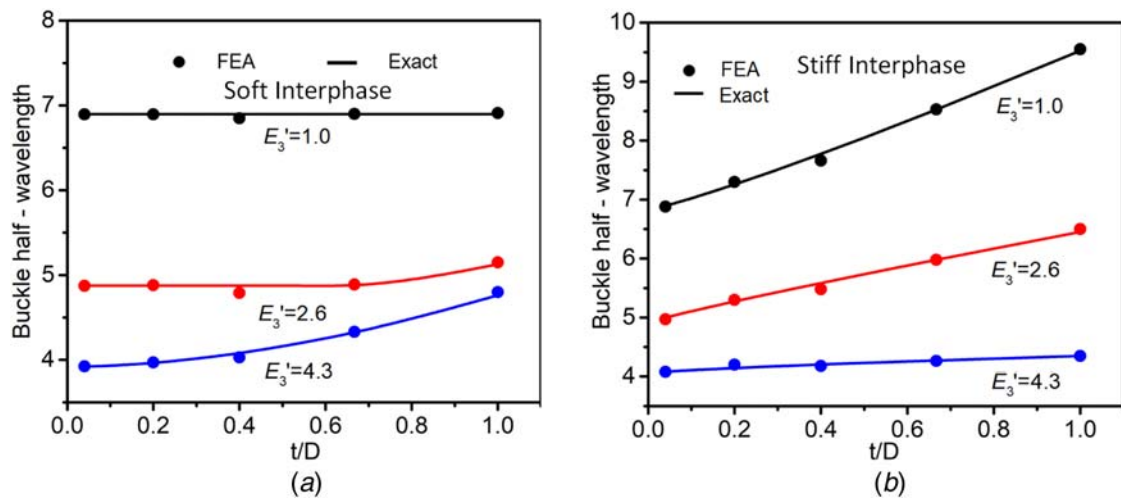 8
7
6
5
4
Buckle half - wavelength
FEA Exact
Soft Interphase
E3'=1.0
E3'=2.6
E3'=4.3
0.0 0.2 0.4 0.6 0.8 1.0
t/D
(a)
10
9
8
7
6
5
4
Buckle half - wavelength
FEA Stiff Interphase
Exact
E3'=1.0
E3'=2.6
E3'=4.3
0.0 0.2 0.4 0.6 0.8 1.0
t/D
(b)